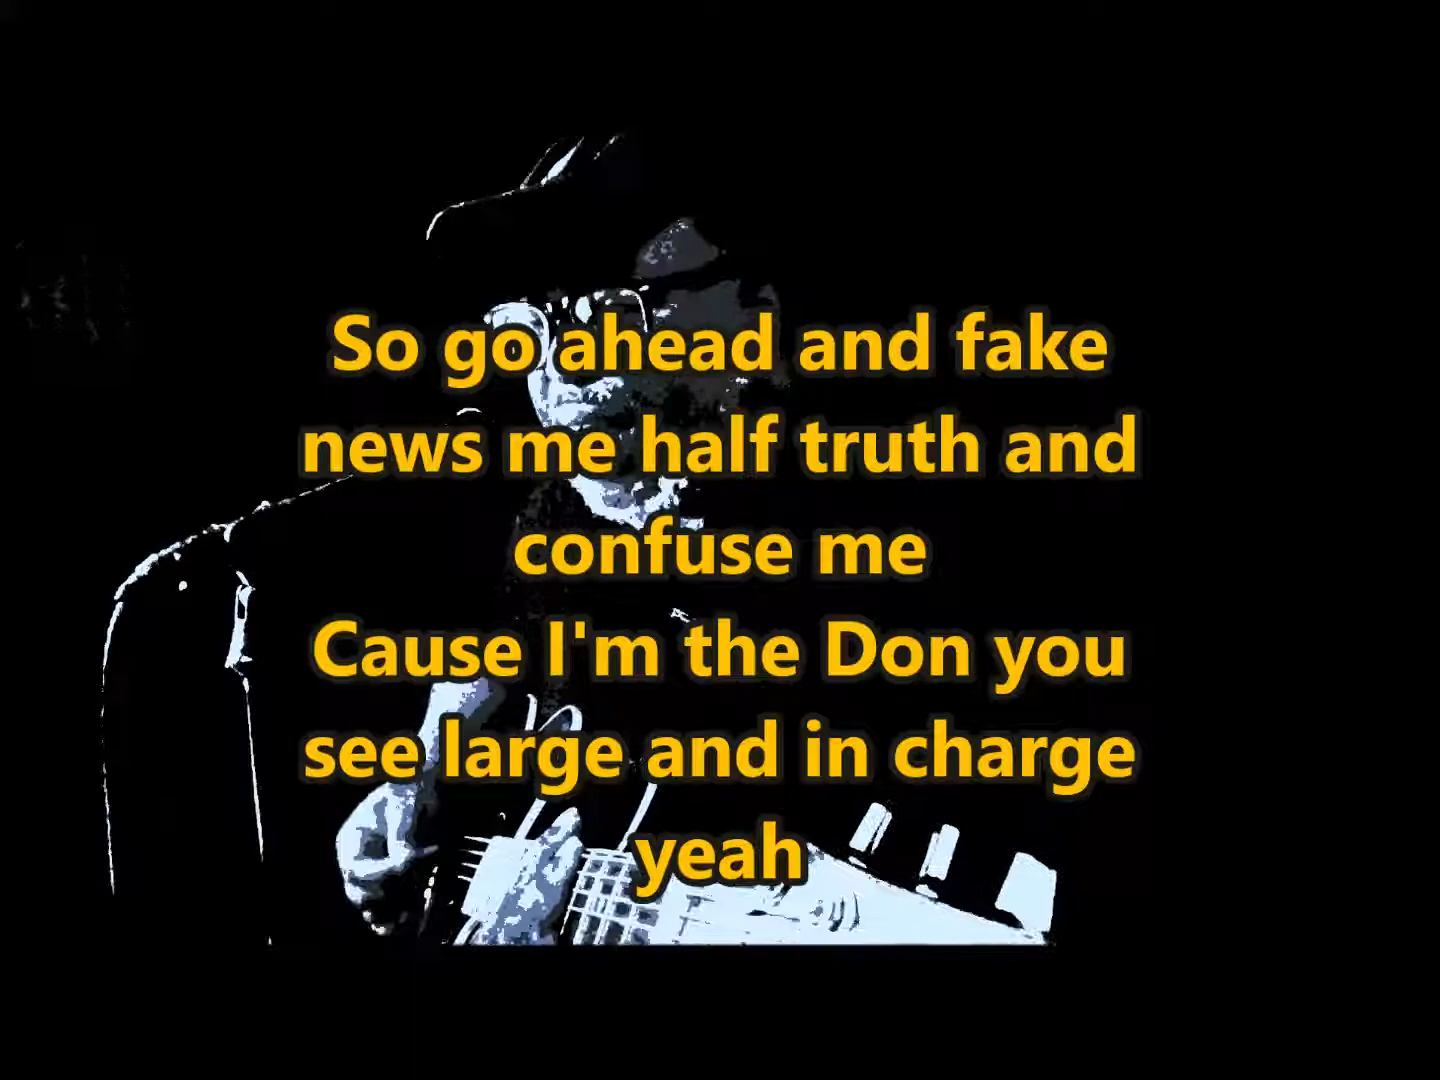 So go ahead and fake
news me half truth and
confuse me
Cause I'm the Don you
see large and in charge
yeah